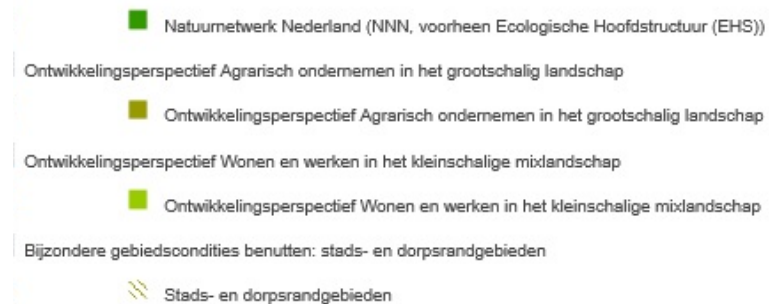 Natuurnetwerk Nederland (NNN, voorheen Ecologische Hoofdstructuur (EHS))
Ontwikkelingsperspectief Agrarisch ondernemen in het grootschalig landschap
Ontwikkelingsperspectief Agrarisch ondernemen in het grootschalig landschap
Ontwikkelingsperspectief Wonen en werken in het kleinschalige mixlandschap
Ontwikkelingsperspectief Wonen en werken in het kleinschalige mixlandschap
Bijzondere gebiedscondities benutten: stads- en dorpsrandgebieden
Stads- en dorpsrandgebieden